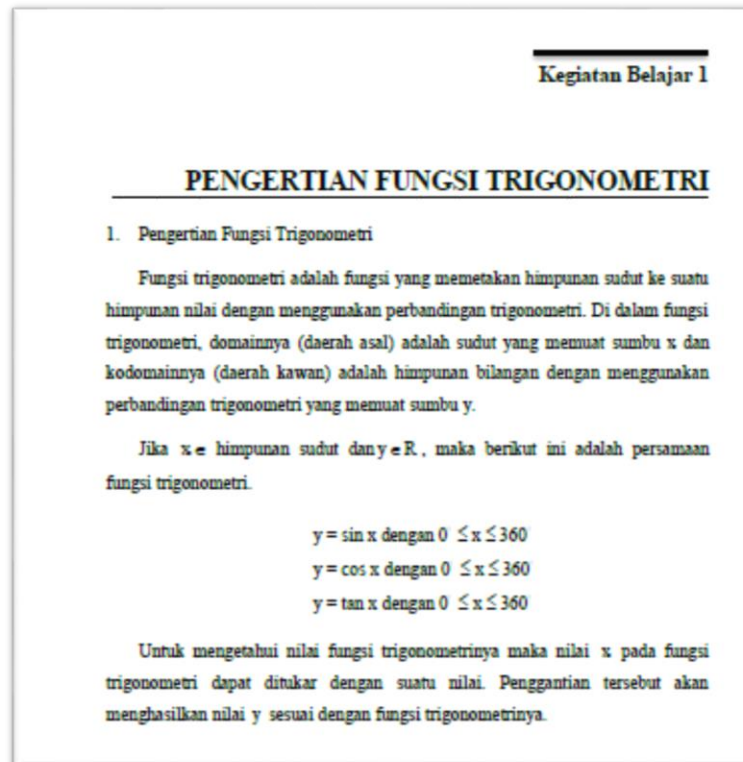 Kegiatan Belajar 1
PENGERTIAN FUNGSI TRIGONOMETRI
1. Pengertian Fungsi Trigonometri
Fungsi trigonometri adalah fungsi yang memetakan himpunan sudut ke suatu
himpunan nilai dengan menggunakan perbandingan trigonometri. Di dalam fungsi
trigonometri, domainnya (daerah asal) adalah sudut yang memuat sumbu x dan
kodomainnya (daerah kawan) adalah himpunan bilangan dengan menggunakan
perbandingan trigonometri yang memuat sumbu y.
Jika x ∈ himpunan sudut dan y ∈ R, maka berikut ini adalah persamaan
fungsi trigonometri.
y = sin x dengan 0 ≤ x ≤ 360
y = cos x dengan 0 ≤ x ≤ 360
y = tan x dengan 0 ≤ x ≤ 360
Untuk mengetahui nilai fungsi trigonometrinya maka nilai x pada fungsi
trigonometri dapat ditukar dengan suatu nilai. Penggantian tersebut akan
menghasilkan nilai y sesuai dengan fungsi trigonometrinya.